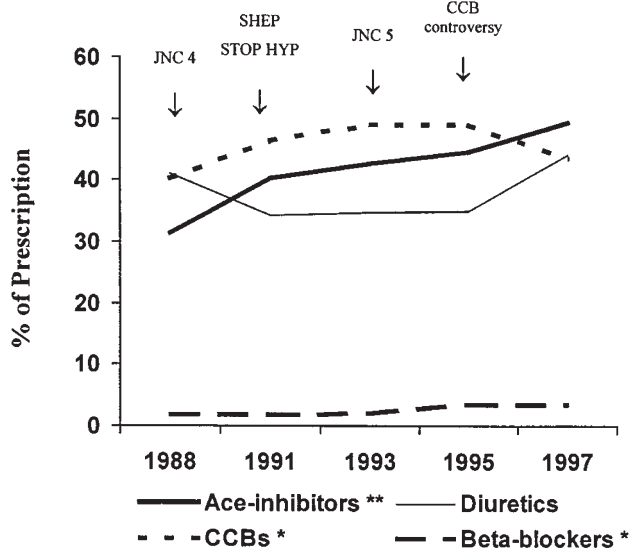 SHEP
CCB
controversy
JNC 4
STOP HYP
JNC 5
60
50
40
30
20
10
0
% of Prescription
1988 1991 1993 1995 1997
Ace-inhibitors ** Diuretics
CCBs * Beta-blockers *